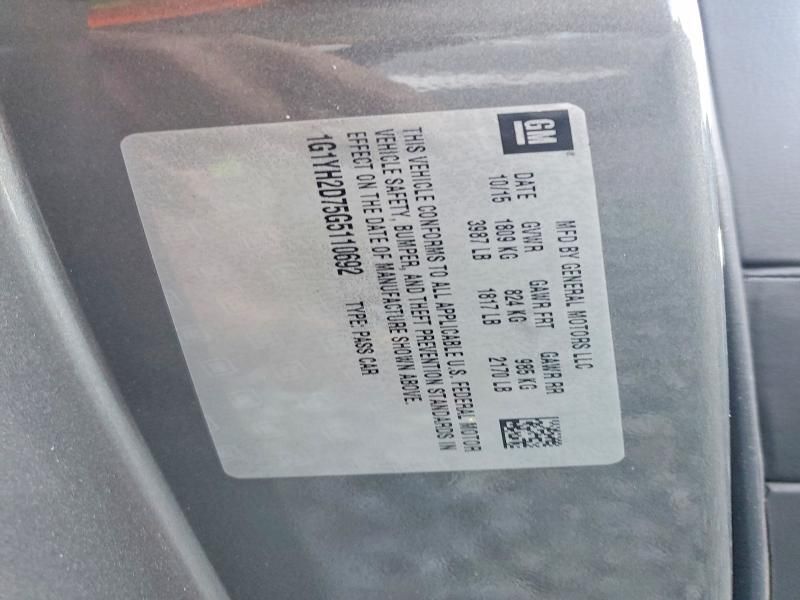 GM
MFD BY GENERAL MOTORS LLC
DATE GVWR GAWR FRT GAWR RR
10/15 1809 KG 824 KG 985 KG
3987 LB 1817 LB 2170 LB
THIS VEHICLE CONFORMS TO ALL APPLICABLE U.S. FEDERAL MOTOR
VEHICLE SAFETY, BUMPER, AND THEFT PREVENTION STANDARDS IN
EFFECT ON THE DATE OF MANUFACTURE SHOWN ABOVE.
1G1YH2D75G5110692 TYPE: PASS CAR